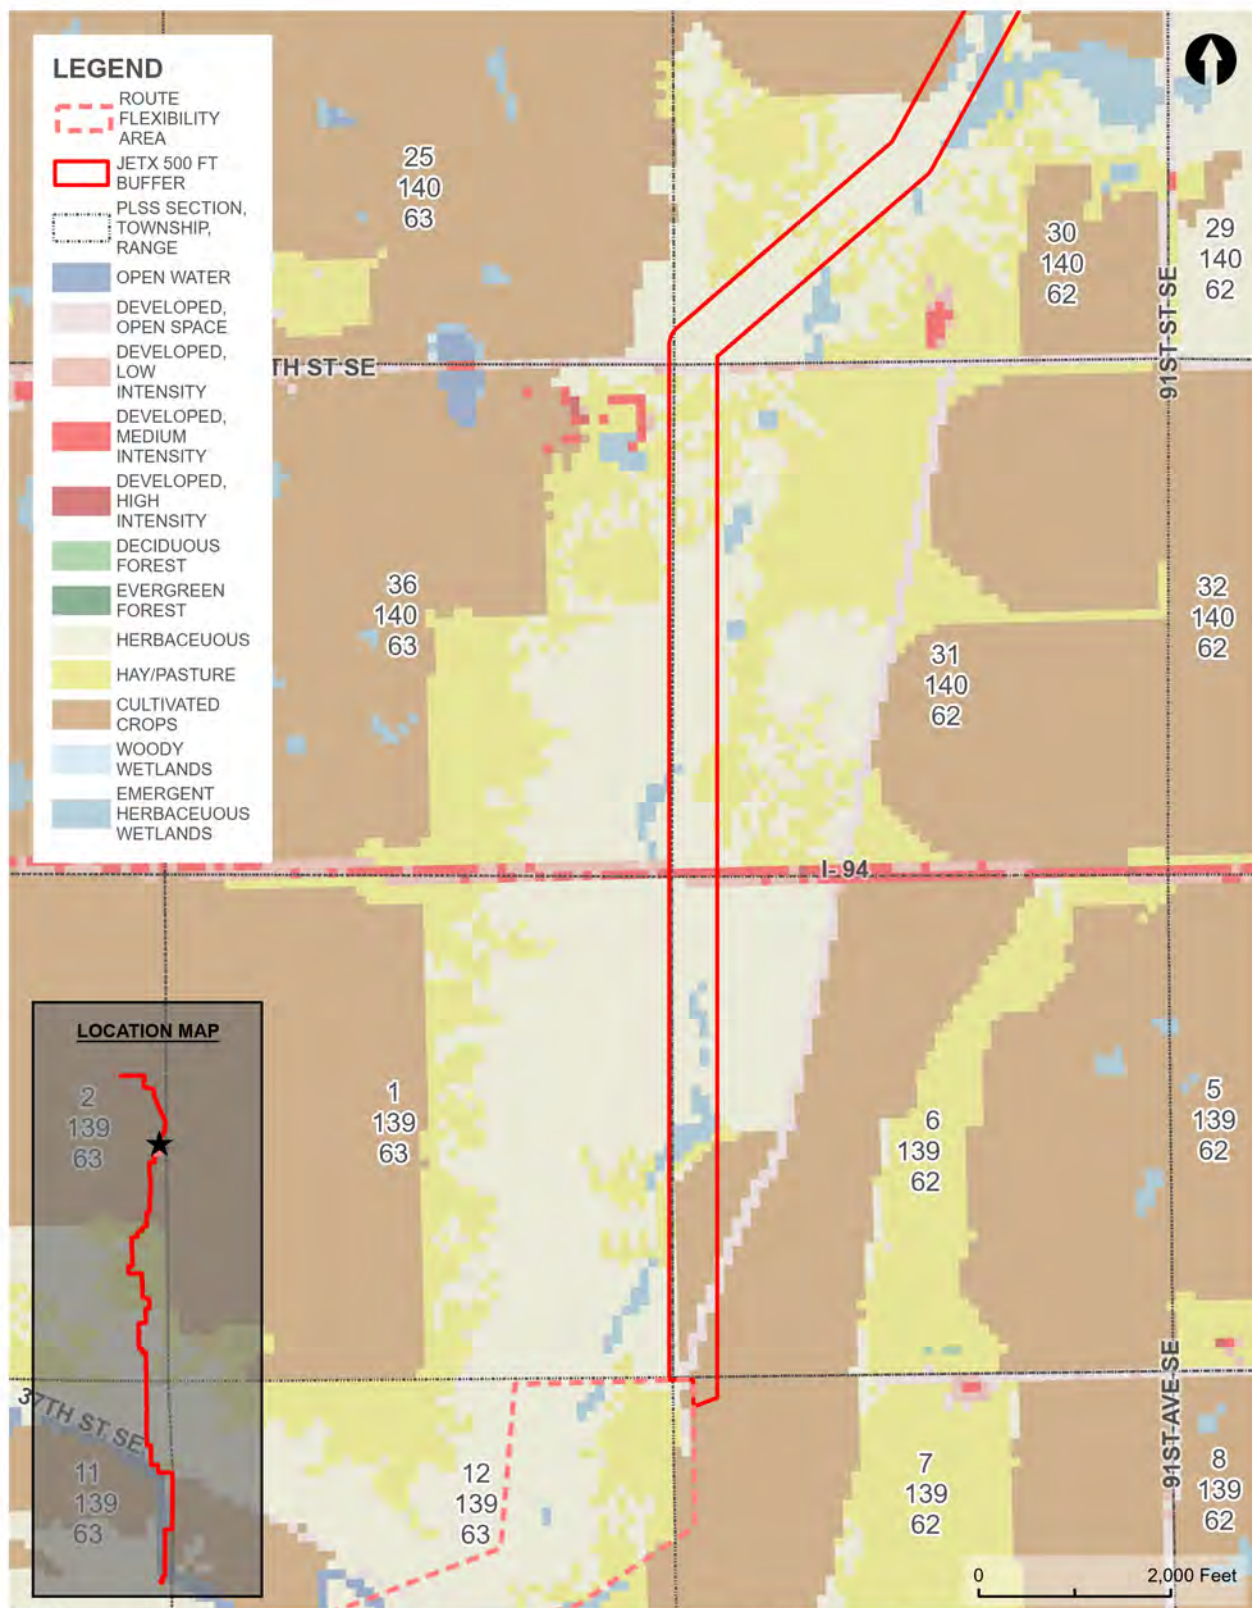 LEGEND
ROUTE
FLEXIBILITY
AREA
JETX 500 FT
BUFFER
PLSS SECTION,
TOWNSHIP,
RANGE
OPEN WATER
DEVELOPED,
OPEN SPACE
DEVELOPED,
LOW
INTENSITY
DEVELOPED,
MEDIUM
INTENSITY
DEVELOPED,
HIGH
INTENSITY
DECIDUOUS
FOREST
EVERGREEN
FOREST
HERBACEUOUS
HAY/PASTURE
CULTIVATED
CROPS
WOODY
WETLANDS
EMERGENT
HERBACEUOUS
WETLANDS
25
140
63
30
140
62
29
140
62
91ST ST SE
TH ST SE
36
140
63
31
140
62
32
140
62
I-94
LOCATION MAP
2
139
63
1
139
63
6
139
62
5
139
62
37TH ST SE
11
139
63
12
139
63
7
139
62
91ST AVE SE
8
139
62
0
2,000 Feet